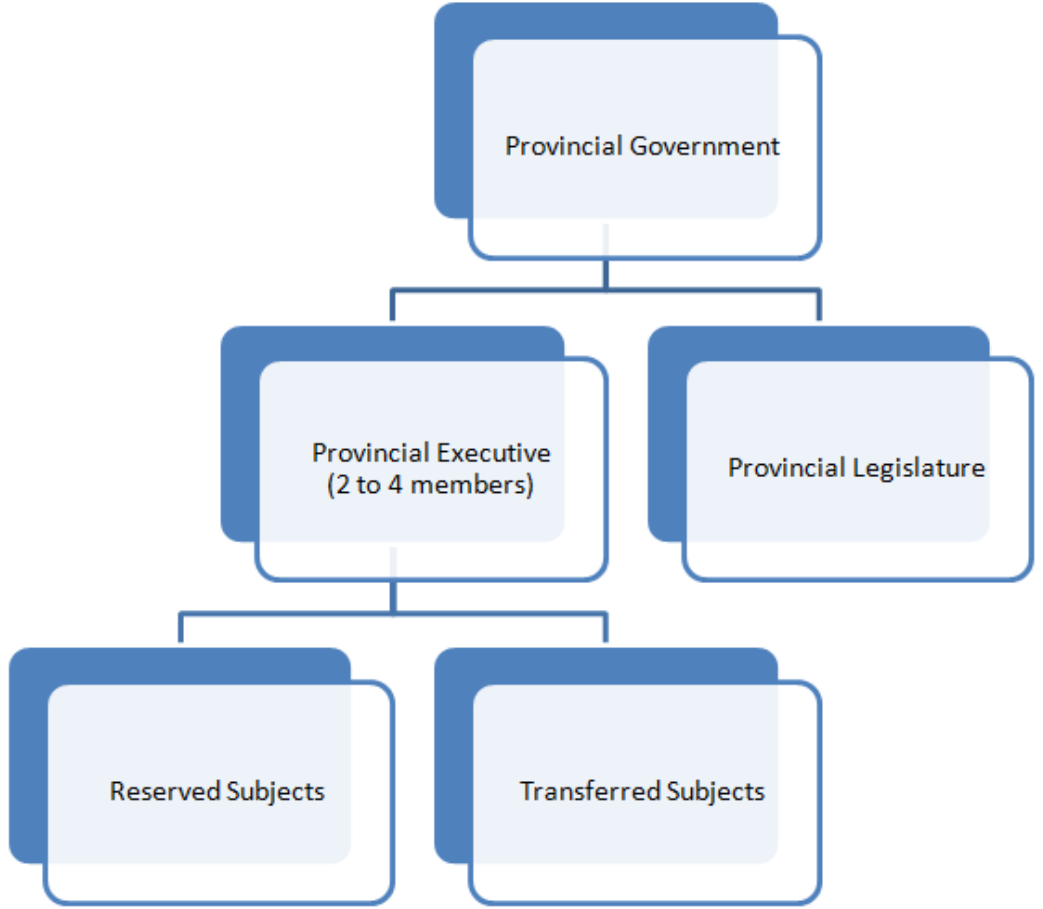 Provincial Government
Provincial Executive
(2 to 4 members)
Provincial Legislature
Reserved Subjects
Transferred Subjects